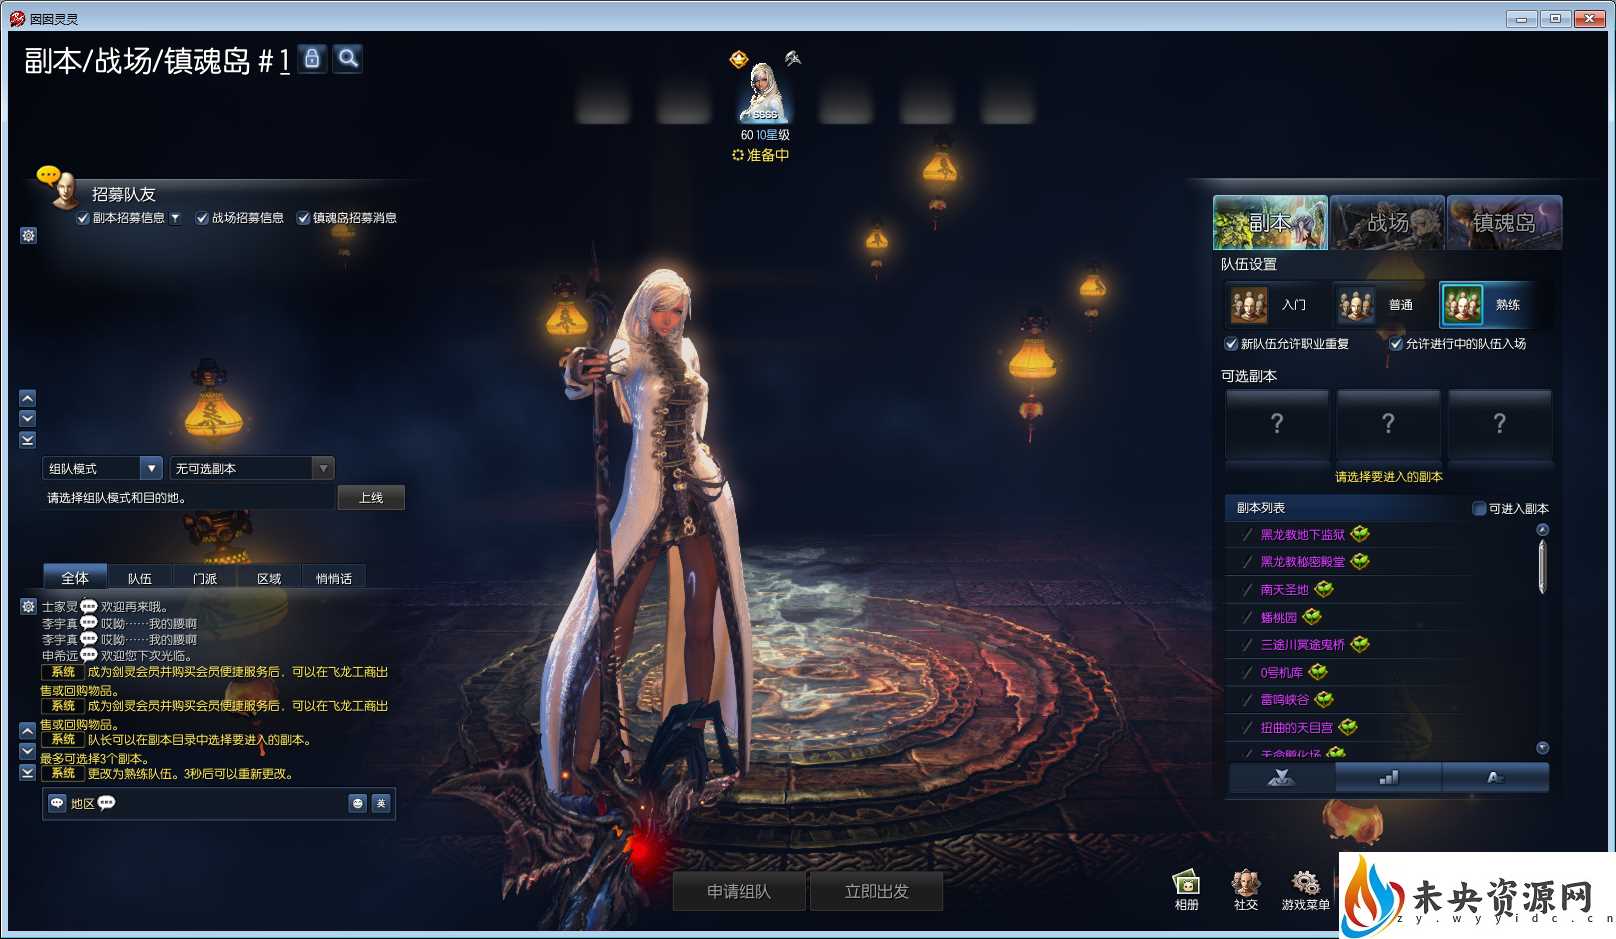 图图灵灵
副本/战场/镇魂岛 # 1
SSSS
60 10星级
准备中
招募队友
副本招募信息 战场招募信息 镇魂岛招募消息
副本 战场 镇魂岛
队伍设置
入门 普通 熟练
新队伍允许职业重复 允许进行中的队伍入场
可选副本
? ? ?
请选择要进入的副本
副本列表 可进入副本
黑龙教地下监狱
黑龙教秘密殿堂
南天圣地
蟠桃园
三途川冥途鬼桥
0号机库
雷鸣峡谷
扭曲的天目宫
天命孵化场
组队模式 无可选副本
请选择组队模式和目的地。 上线
全体 队伍 门派 区域 悄悄话
士家灵 欢迎再来哦。
李宇真 哎呦……我的腰啊
李宇真 哎呦……我的腰啊
申希远 欢迎您下次光临。
系统 成为剑灵会员并购买会员便捷服务后，可以在飞龙工商出
售或回购物品。
系统 成为剑灵会员并购买会员便捷服务后，可以在飞龙工商出
售或回购物品。
系统 队长可以在副本目录中选择要进入的副本。
最多可选择3个副本。
系统 更改为熟练队伍。3秒后可以重新更改。
地区 英
申请组队 立即出发
相册 社交 游戏菜单
未央资源网
zy.wyyidc.cn